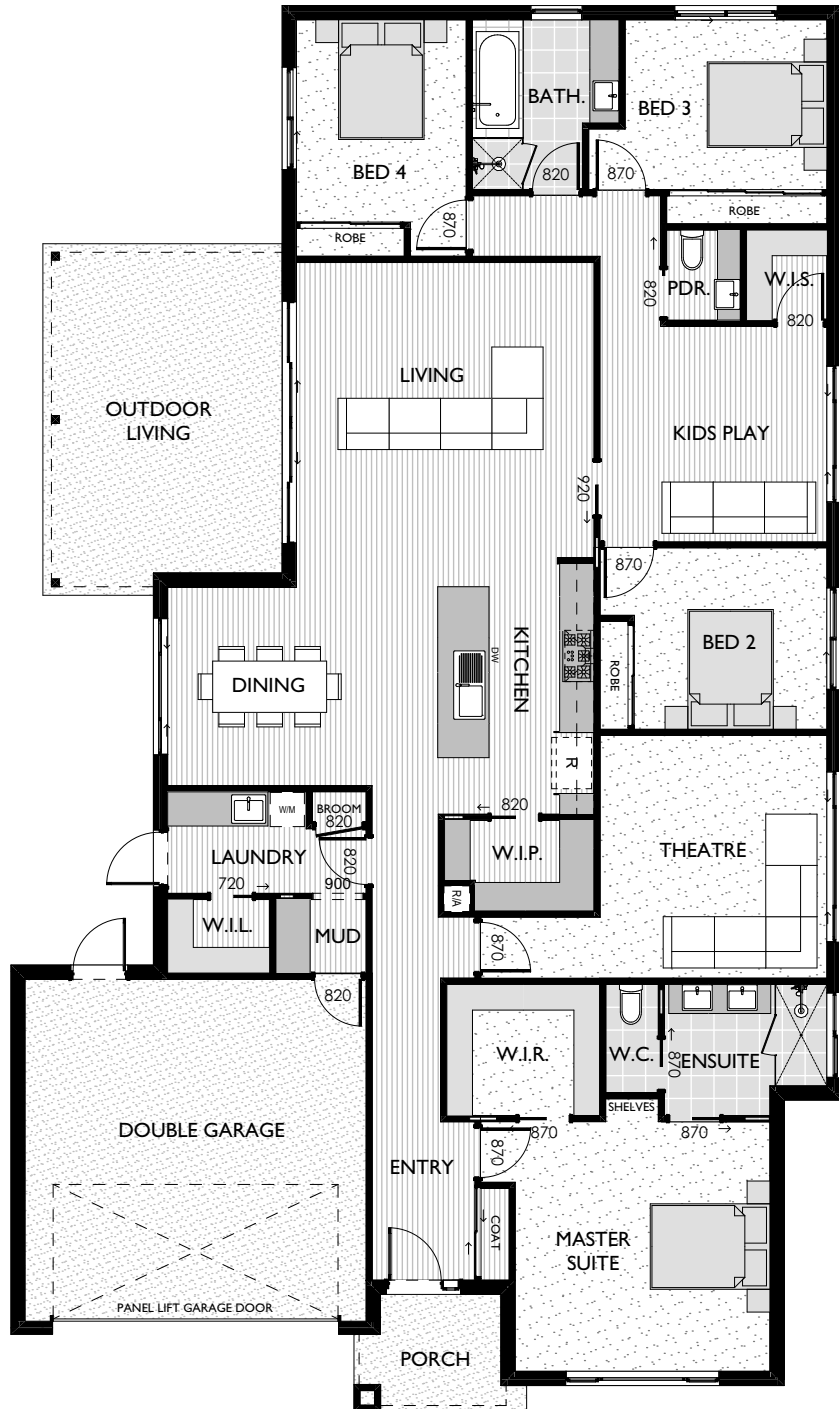 BATH.
BED 3
BED 4
820
870
870
ROBE
ROBE
PDR.
W.I.S.
820
820
LIVING
OUTDOOR
LIVING
KIDS PLAY
920
870
KITCHEN
DW
BED 2
ROBE
DINING
R
W/M
BROOM
820
820
W.I.P.
THEATRE
LAUNDRY
820
720
900
R/A
W.I.L.
MUD
870
820
W.I.R.
W.C.
870
ENSUITE
SHELVES
870
870
DOUBLE GARAGE
870
ENTRY
COAT
MASTER
SUITE
PANEL LIFT GARAGE DOOR
PORCH